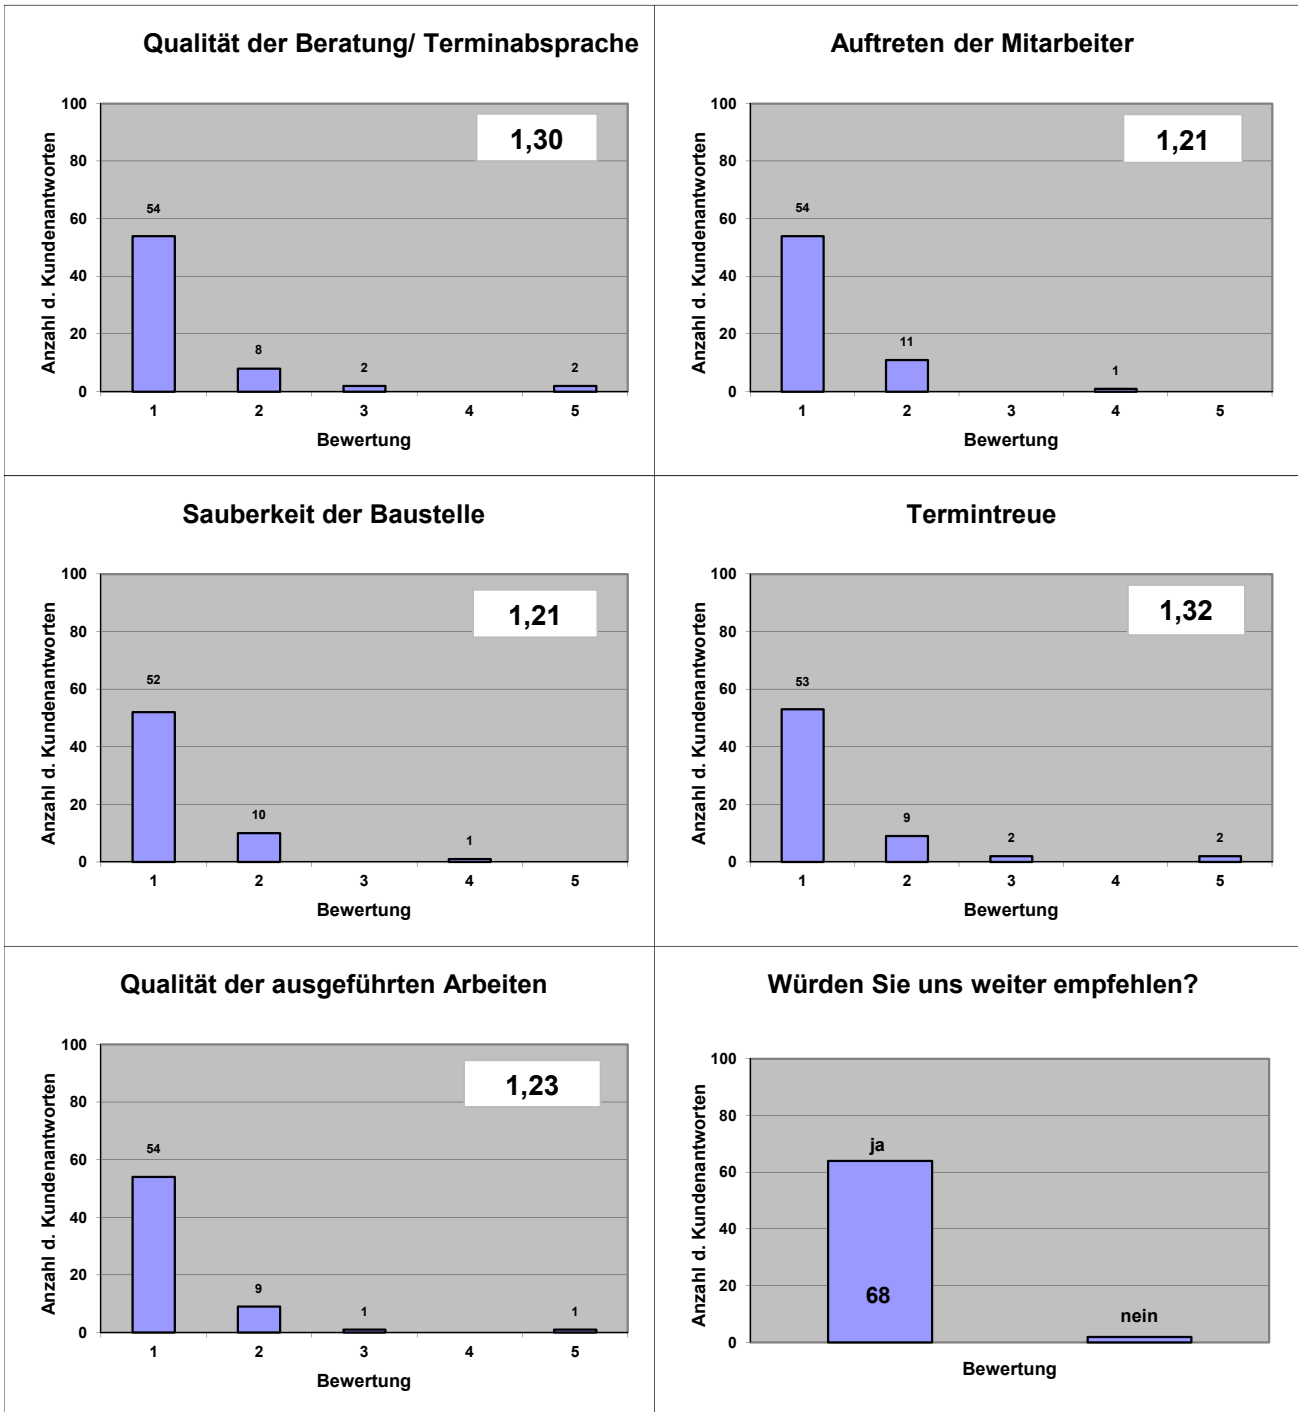 Qualität der Beratung/ Terminabsprache
Anzahl d. Kundenantworten
100
80
60
40
20
0
1,30
54
8
2
2
1 2 3 4 5
Bewertung
Auftreten der Mitarbeiter
Anzahl d. Kundenantworten
100
80
60
40
20
0
1,21
54
11
1
1 2 3 4 5
Bewertung
Sauberkeit der Baustelle
Anzahl d. Kundenantworten
100
80
60
40
20
0
1,21
52
10
1
1 2 3 4 5
Bewertung
Termintreue
Anzahl d. Kundenantworten
100
80
60
40
20
0
1,32
53
9
2
2
1 2 3 4 5
Bewertung
Qualität der ausgeführten Arbeiten
Anzahl d. Kundenantworten
100
80
60
40
20
0
1,23
54
9
1
1
1 2 3 4 5
Bewertung
Würden Sie uns weiter empfehlen?
Anzahl d. Kundenantworten
100
80
60
40
20
0
ja
68
nein
Bewertung